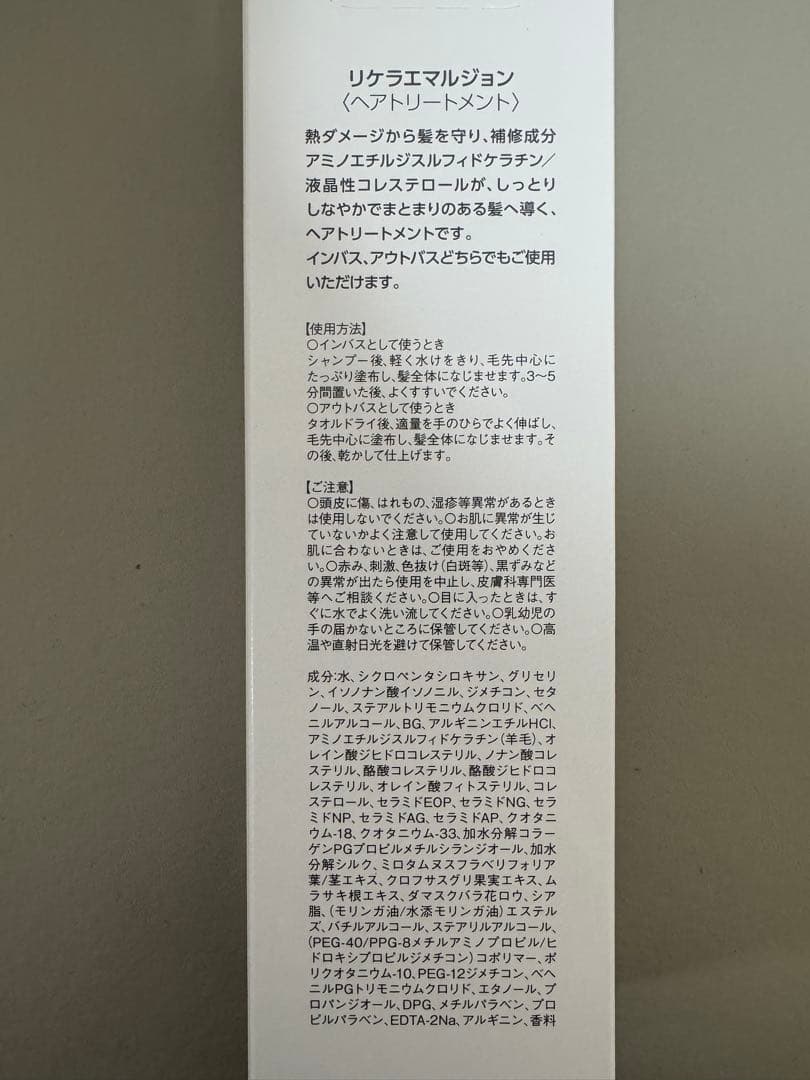 リケラエマルジョン
〈ヘアトリートメント〉
熱ダメージから髪を守り、補修成分
アミノエチルジスルフィドケラチン/
液晶性コレステロールが、しっとり
しなやかでまとまりのある髪へ導く、
ヘアトリートメントです。
インバス、アウトバスどちらでもご使用
いただけます。
【使用方法】
〇インバスとして使うとき
シャンプー後、軽く水けをきり、毛先中心に
たっぷり塗布し、髪全体になじませます。3〜5
分間置いた後、よくすすいでください。
〇アウトバスとして使うとき
タオルドライ後、適量を手のひらでよく伸ばし、
毛先中心に塗布し、髪全体になじませます。そ
の後、乾かして仕上げます。
【ご注意】
〇頭皮に傷、はれもの、湿疹等異常があるとき
は使用しないでください。〇お肌に異常が生じ
ていないかよく注意して使用してください。お
肌に合わないときは、ご使用をおやめくださ
い。〇赤み、刺激、色抜け(白斑等)、黒ずみなど
の異常が出たら使用を中止し、皮膚科専門医
等へご相談ください。〇目に入ったときは、す
ぐに水でよく洗い流してください。〇乳幼児の
手の届かないところに保管してください。〇高
温や直射日光を避けて保管してください。
成分:水、シクロペンタシロキサン、グリセリ
ン、イソノナン酸イソノニル、ジメチコン、セタ
ノール、ステアルトリモニウムクロリド、ベヘ
ニルアルコール、BG、アルギニンエチルHCl、
アミノエチルジスルフィドケラチン(羊毛)、オ
レイン酸ジヒドロコレステリル、ノナン酸コレ
ステリル、酪酸コレステリル、酪酸ジヒドロコ
レステリル、オレイン酸フィトステリル、コレ
ステロール、セラミドEOP、セラミドNG、セラ
ミドNP、セラミドAG、セラミドAP、クオタニ
ウム-18、クオタニウム-33、加水分解コラー
ゲンPGプロピルメチルシランジオール、加水
分解シルク、ミロタムヌスフラベリフォリア
葉/茎エキス、クロフサスグリ果実エキス、ム
ラサキ根エキス、ダマスクバラ花ロウ、シア
脂、(モリンガ油/水添モリンガ油)エステル
ズ、バチルアルコール、ステアリルアルコール、
(PEG-40/PPG-8メチルアミノプロピル/ヒ
ドロキシプロピルジメチコン)コポリマー、ポ
リクオタニウム-10、PEG-12ジメチコン、ベヘ
ニルPGトリモニウムクロリド、エタノール、プ
ロパンジオール、DPG、メチルパラベン、プロ
ピルパラベン、EDTA-2Na、アルギニン、香料